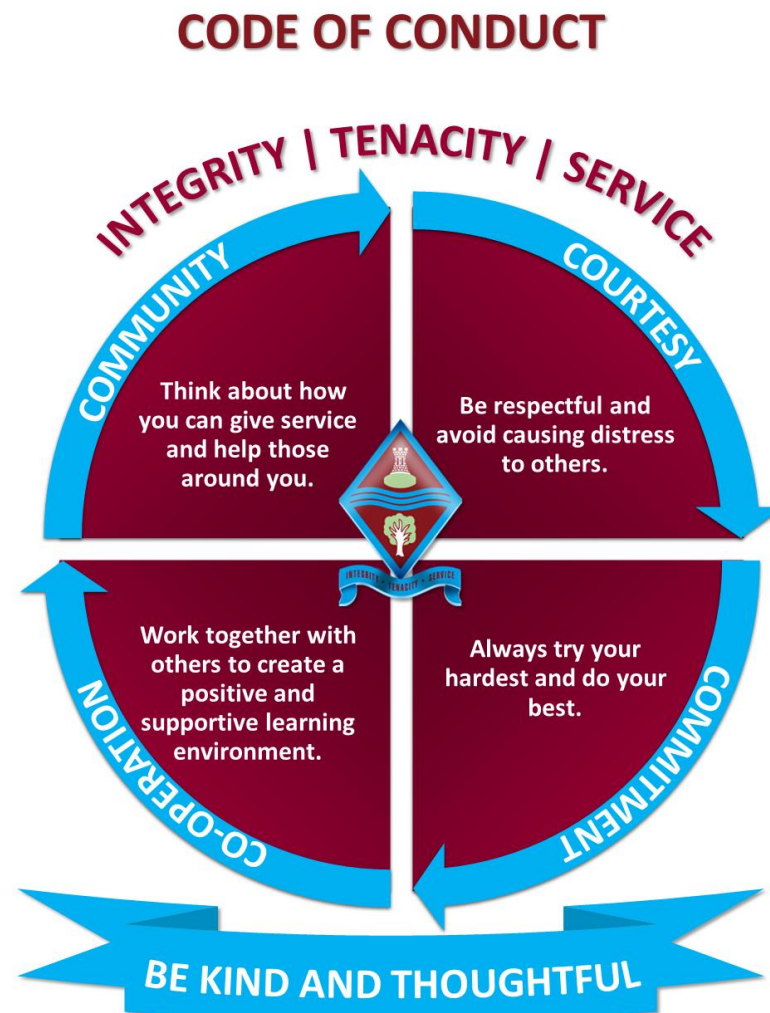 CODE OF CONDUCT
INTEGRITY | TENACITY | SERVICE
COMMUNITY
Think about how
you can give service
and help those
around you.
COURTESY
Be respectful and
avoid causing distress
to others.
INTEGRITY • TENACITY • SERVICE
CO-OPERATION
Work together with
others to create a
positive and
supportive learning
environment.
COMMITMENT
Always try your
hardest and do your
best.
BE KIND AND THOUGHTFUL